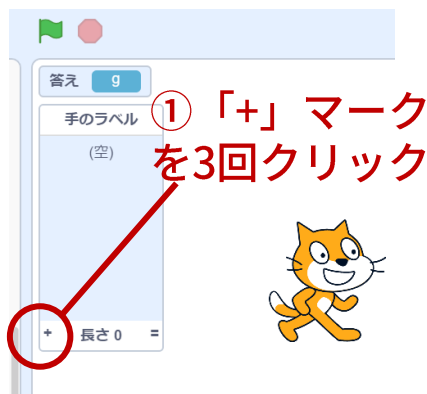 答え g
手のラベル
(空)
+ 長さ 0 =
①「+」マーク
を3回クリック